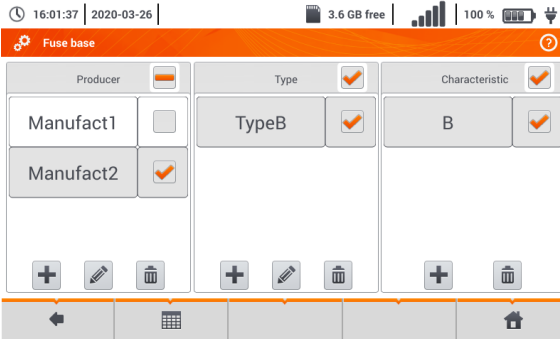 16:01:37 2020-03-26 3.6 GB free 100 %
Fuse base ?
Producer Type Characteristic
Manufact1 TypeB B
Manufact2